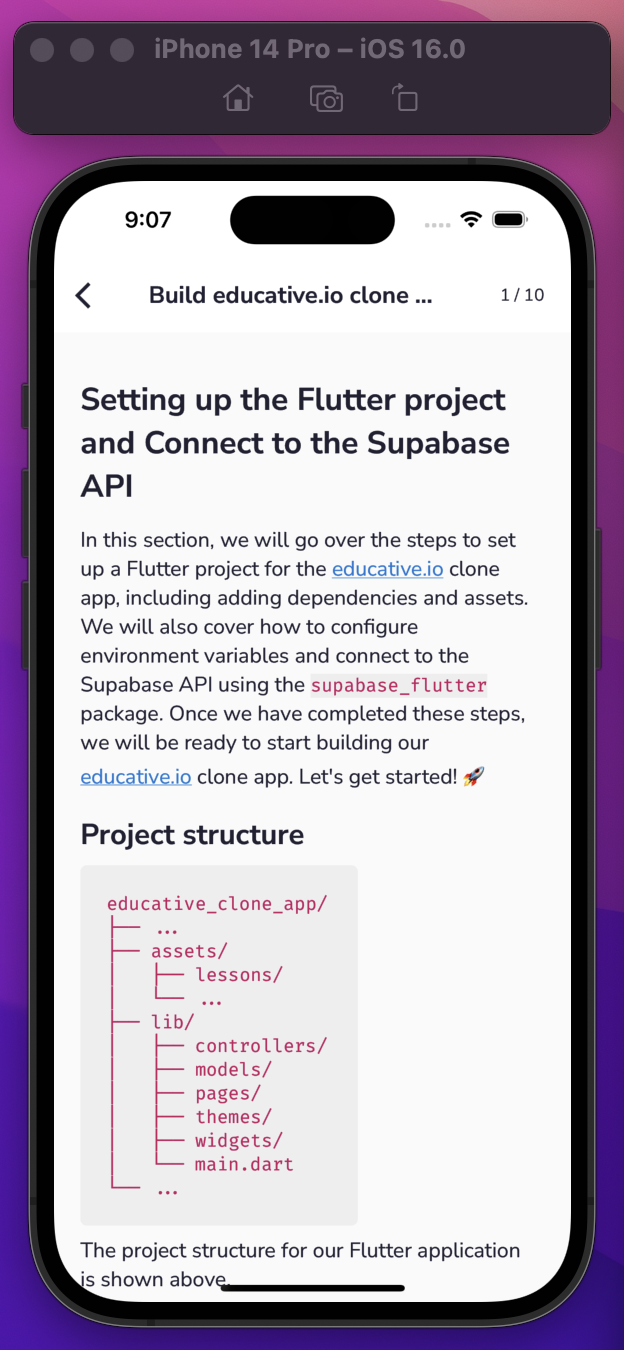 iPhone 14 Pro – iOS 16.0
9:07
Build educative.io clone ...
1 / 10
Setting up the Flutter project
and Connect to the Supabase
API
In this section, we will go over the steps to set
up a Flutter project for the educative.io clone
app, including adding dependencies and assets.
We will also cover how to configure
environment variables and connect to the
Supabase API using the supabase_flutter
package. Once we have completed these steps,
we will be ready to start building our
educative.io clone app. Let's get started! 🚀
Project structure
educative_clone_app/
├── ...
├── assets/
│   ├── lessons/
│   └── ...
├── lib/
│   ├── controllers/
│   ├── models/
│   ├── pages/
│   ├── themes/
│   ├── widgets/
│   └── main.dart
└── ...
The project structure for our Flutter application
is shown above.